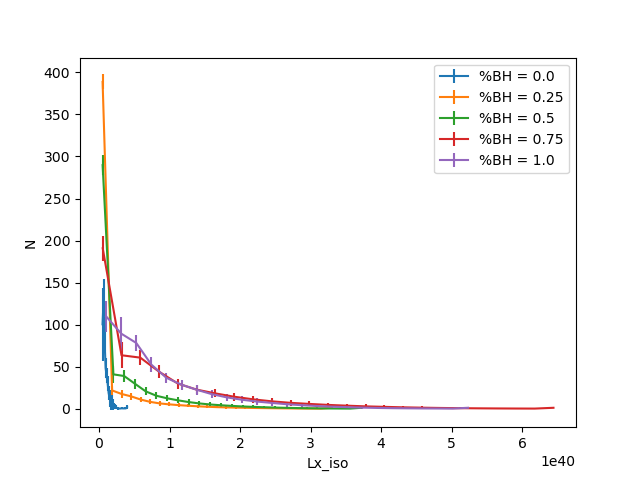 400
350
300
250
200
150
100
50
0
N
0 1 2 3 4 5 6
1e40
Lx_iso
%BH = 0.0
%BH = 0.25
%BH = 0.5
%BH = 0.75
%BH = 1.0